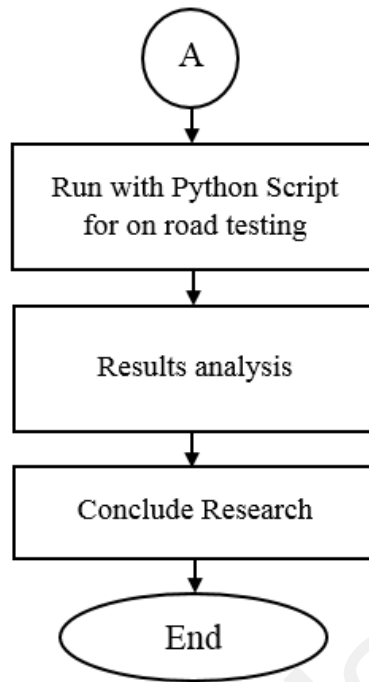 A
Run with Python Script
for on road testing
Results analysis
Conclude Research
End